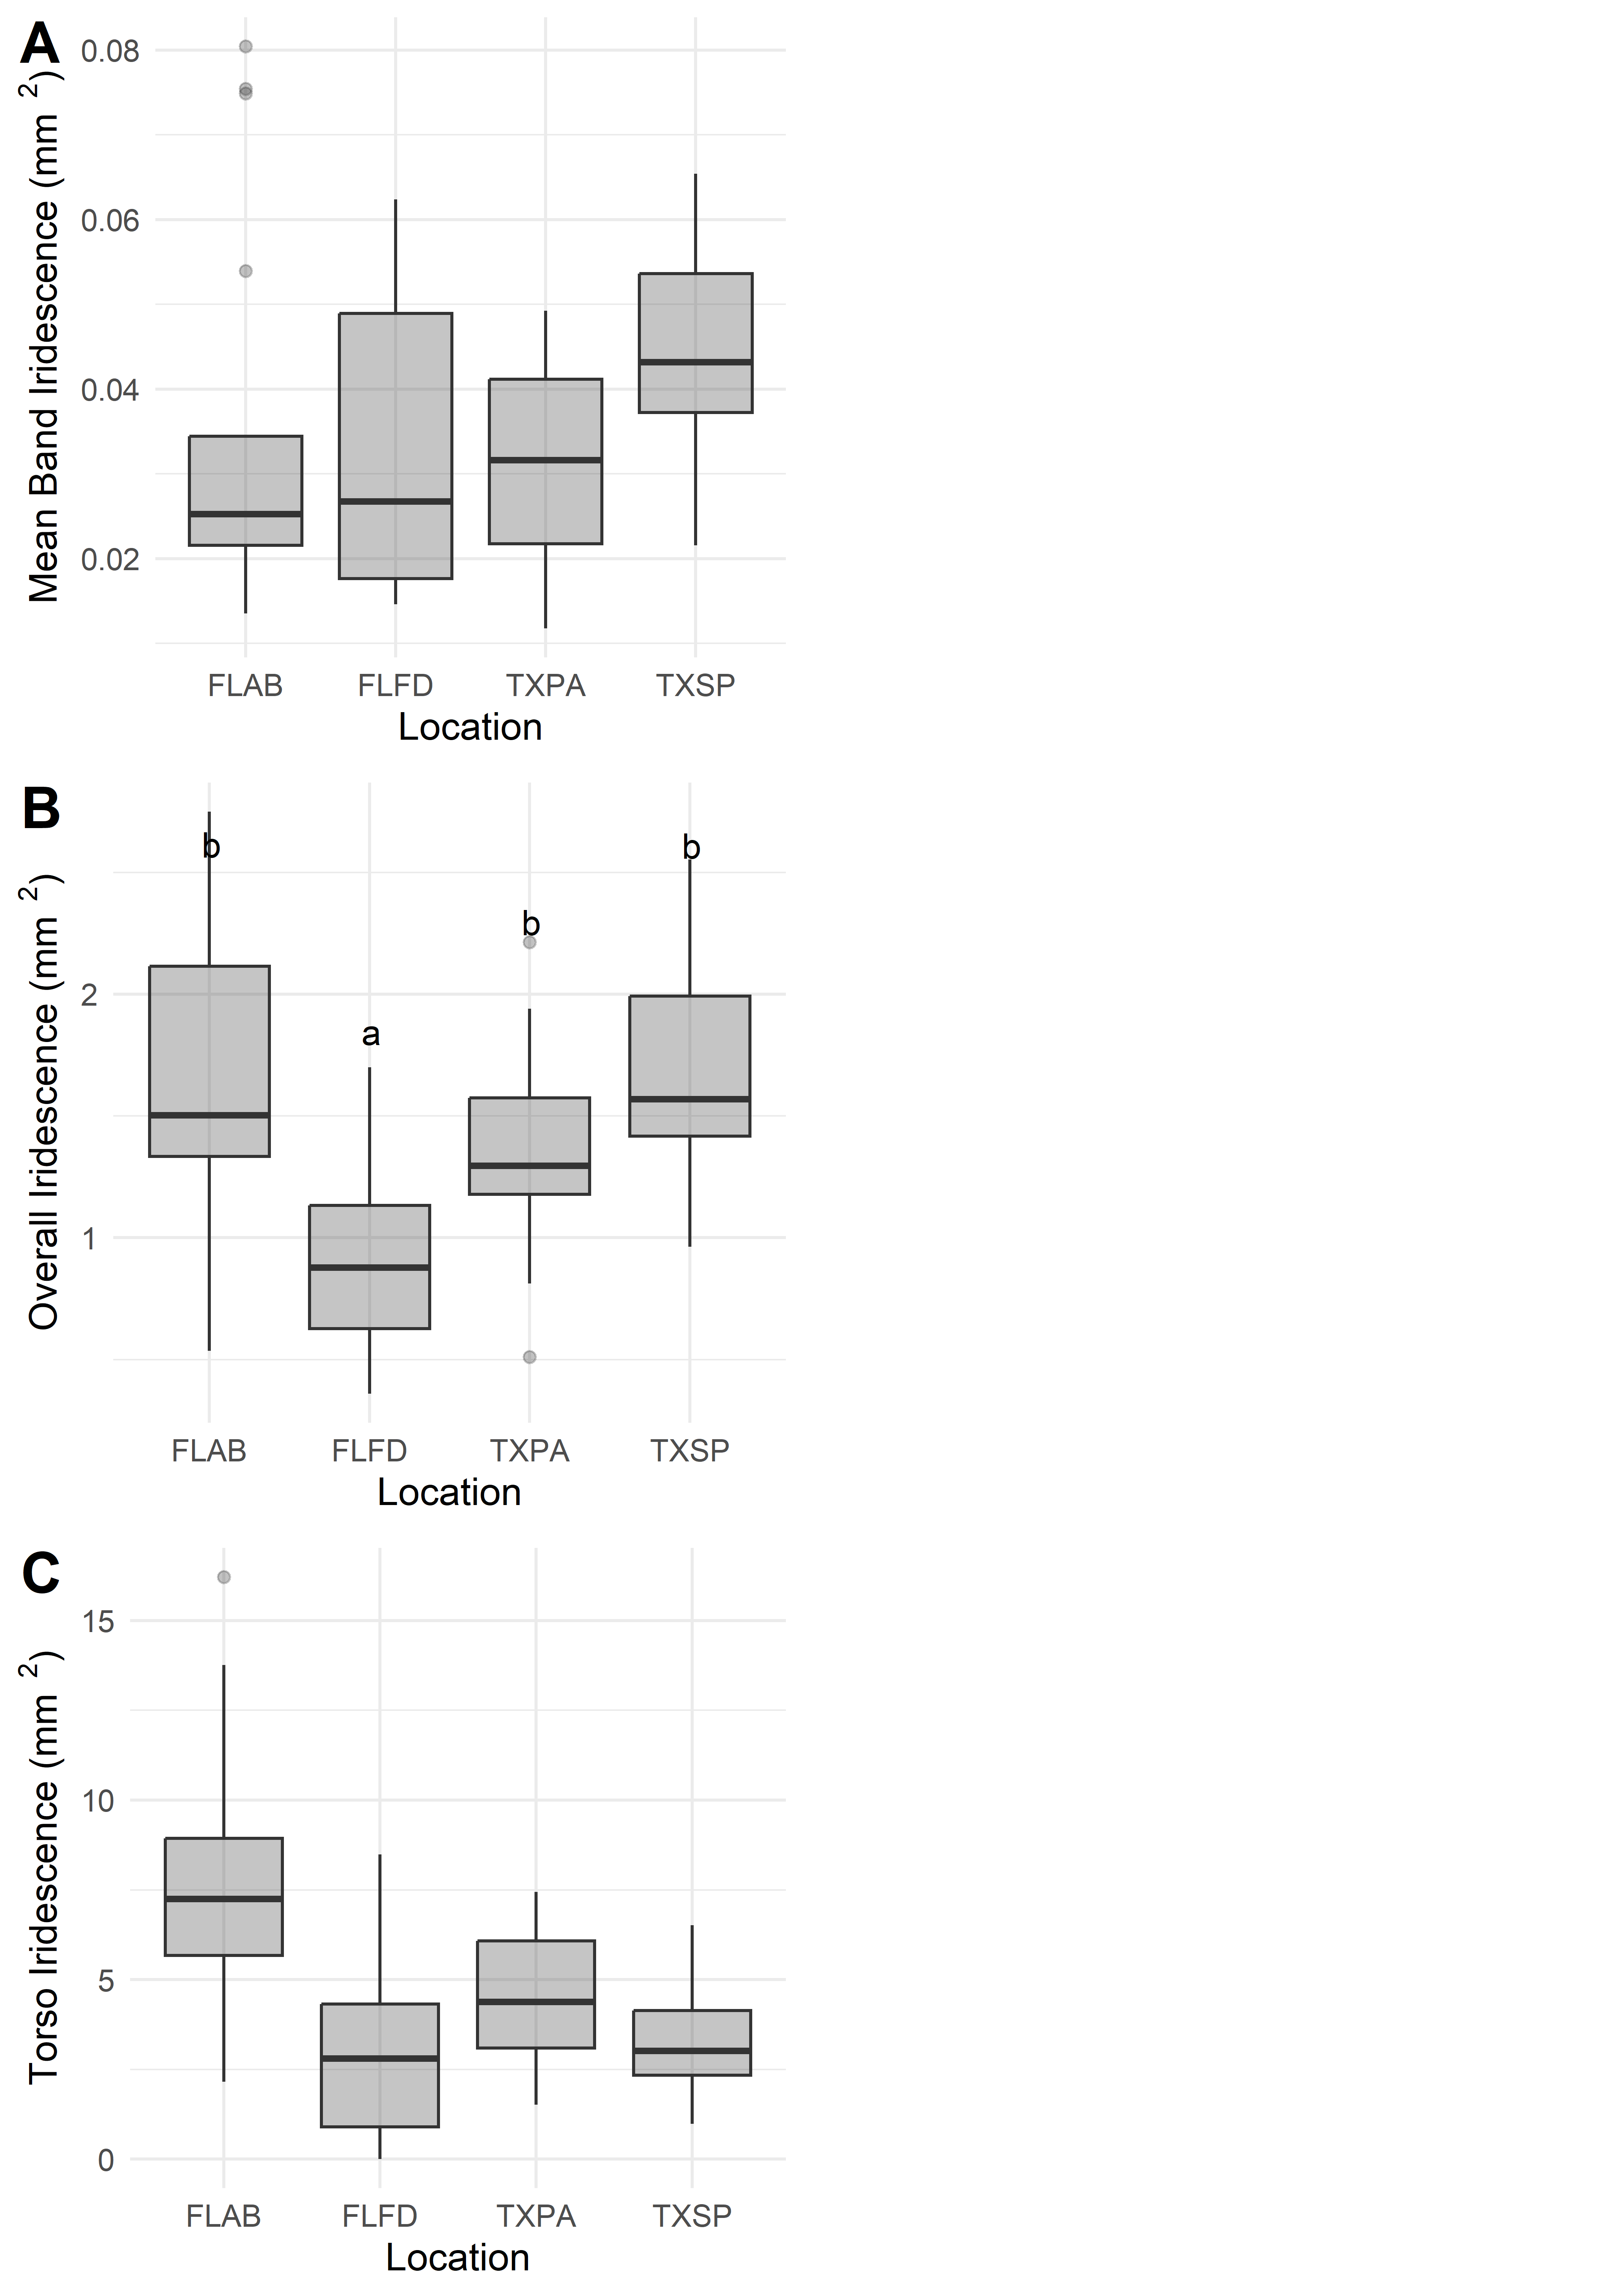 A
Mean Band Iridescence (mm ²)
0.08
0.06
0.04
0.02
FLAB FLFD TXPA TXSP
Location
B
Overall Iridescence (mm ²)
b
b
b
a
2
1
FLAB FLFD TXPA TXSP
Location
C
Torso Iridescence (mm ²)
15
10
5
0
FLAB FLFD TXPA TXSP
Location